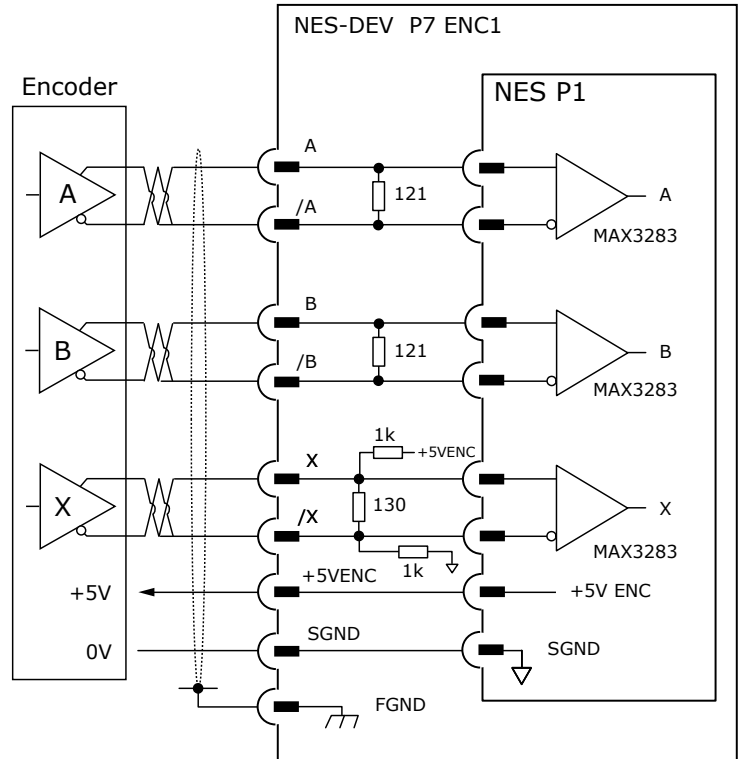 NES-DEV P7 ENC1
Encoder
NES P1
A
A
/A
121
A
MAX3283
B
B
/B
121
B
MAX3283
X
X
/X
1k
+5VENC
130
1k
X
MAX3283
+5V
+5VENC
+5V ENC
0V
SGND
SGND
FGND